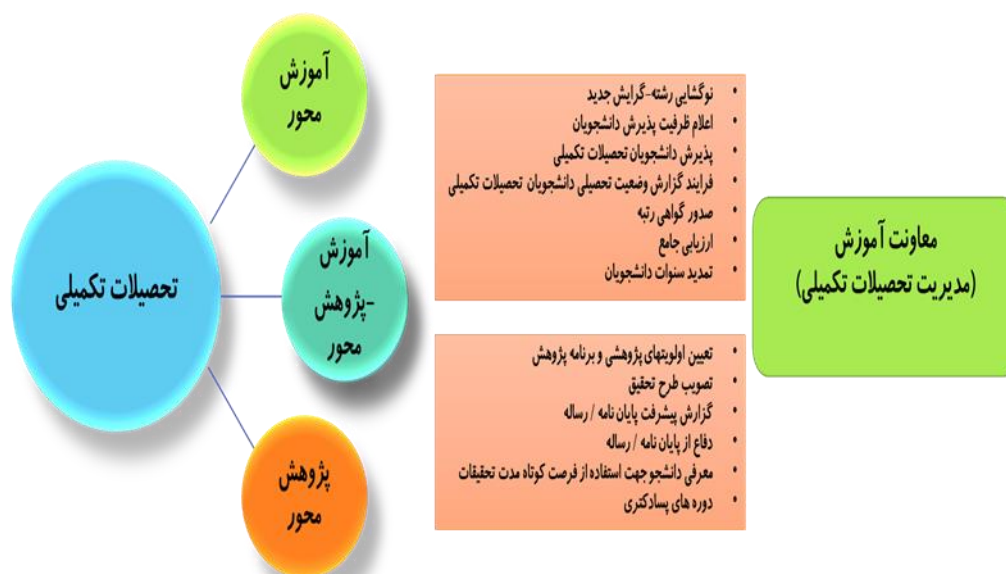 معاونت آموزش
(مدیریت تحصیلات تکمیلی)
• نوگشایی رشته-گرایش جدید
• اعلام ظرفیت پذیرش دانشجویان
• پذیرش دانشجویان تحصیلات تکمیلی
• فرایند گزارش وضعیت تحصیلی دانشجویان تحصیلات تکمیلی
• صدور گواهی رتبه
• ارزیابی جامع
• تمدید سنوات دانشجویان
• تعیین اولویتهای پژوهشی و برنامه پژوهش
• تصویب طرح تحقیق
• گزارش پیشرفت پایان نامه / رساله
• دفاع از پایان نامه / رساله
• معرفی دانشجو جهت استفاده از فرصت کوتاه مدت تحقیقات
• دوره های پسادکتری
آموزش
محور
آموزش
-پژوهش
محور
پژوهش
محور
تحصیلات تکمیلی